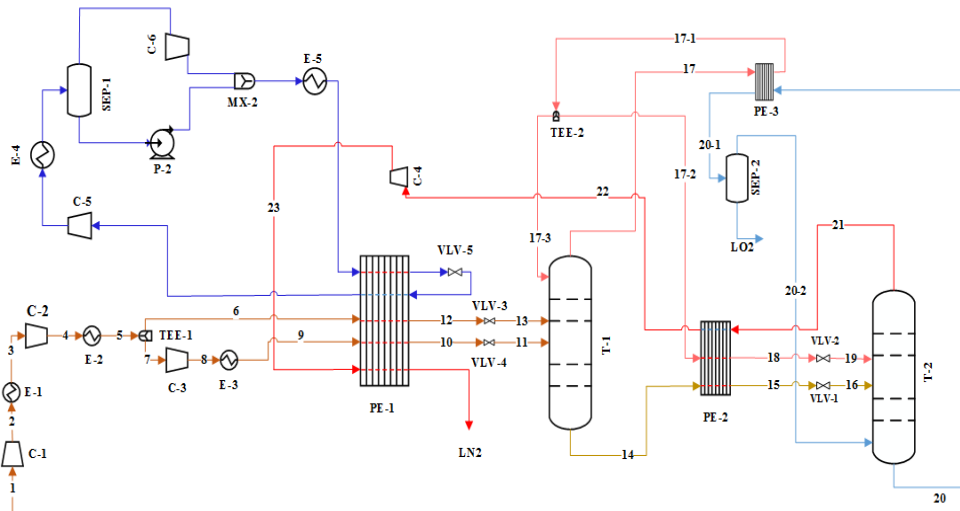 17-1
C-6
E-5
17
SEP-1
MX-2
PE-3
TEE-2
P-2
20-1
E-4
SEP-2
C-4
17-2
22
C-5
23
LO2
21
17-3
VLV-5
20-2
C-2
6
VLV-3
TEE-1
9
12
13
VLV-2
3
4
5
10
11
T-1
18
19
E-2
7
C-3
8
VLV-4
T-2
E-1
E-3
15
16
2
PE-1
PE-2
VLV-1
C-1
LN2
14
1
20